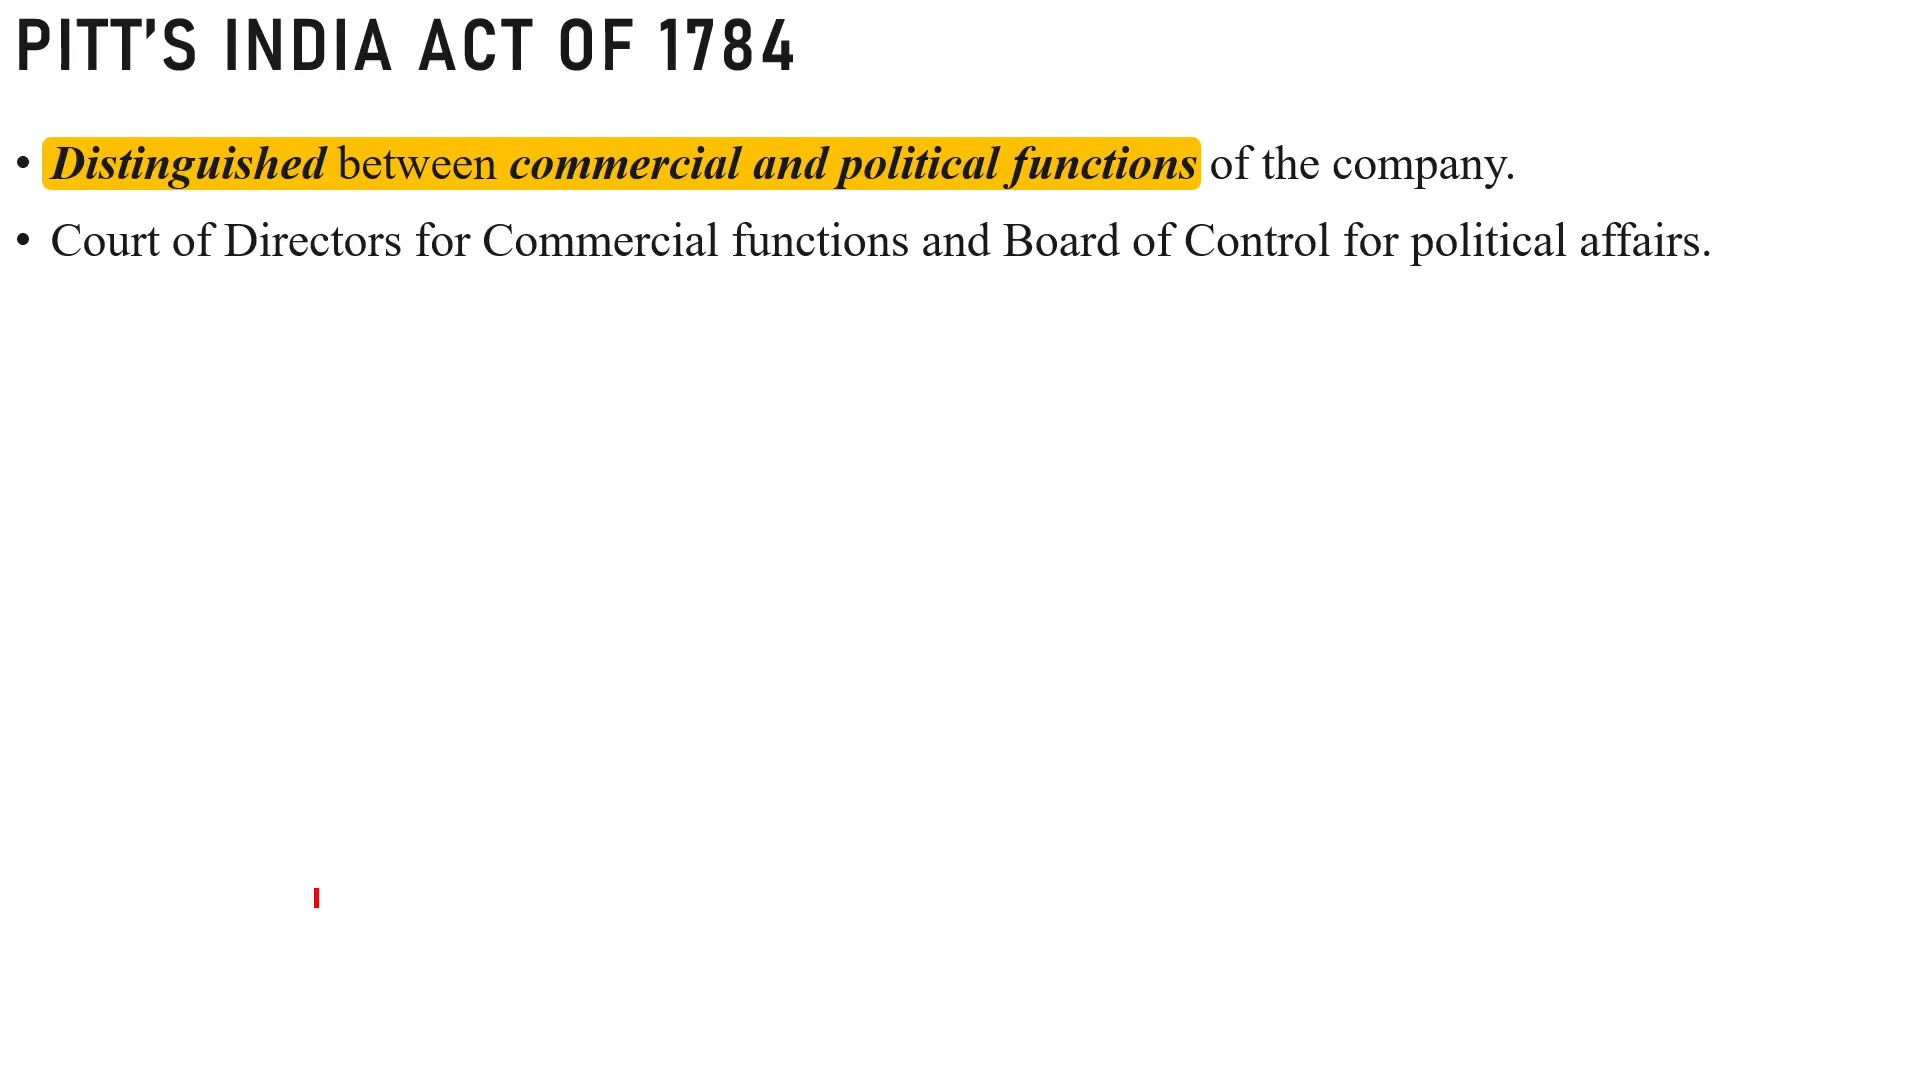 PITT’S INDIA ACT OF 1784
• Distinguished between commercial and political functions of the company.
• Court of Directors for Commercial functions and Board of Control for political affairs.